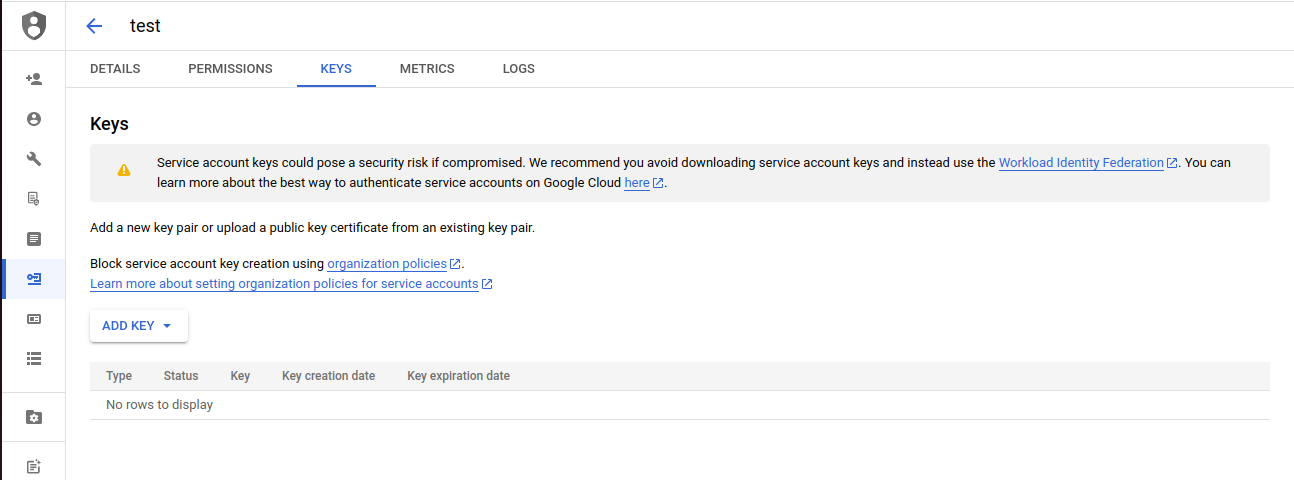 test
DETAILS PERMISSIONS KEYS METRICS LOGS
Keys
Service account keys could pose a security risk if compromised. We recommend you avoid downloading service account keys and instead use the Workload Identity Federation. You can
learn more about the best way to authenticate service accounts on Google Cloud here.
Add a new key pair or upload a public key certificate from an existing key pair.
Block service account key creation using organization policies.
Learn more about setting organization policies for service accounts
ADD KEY
Type Status Key Key creation date Key expiration date
No rows to display